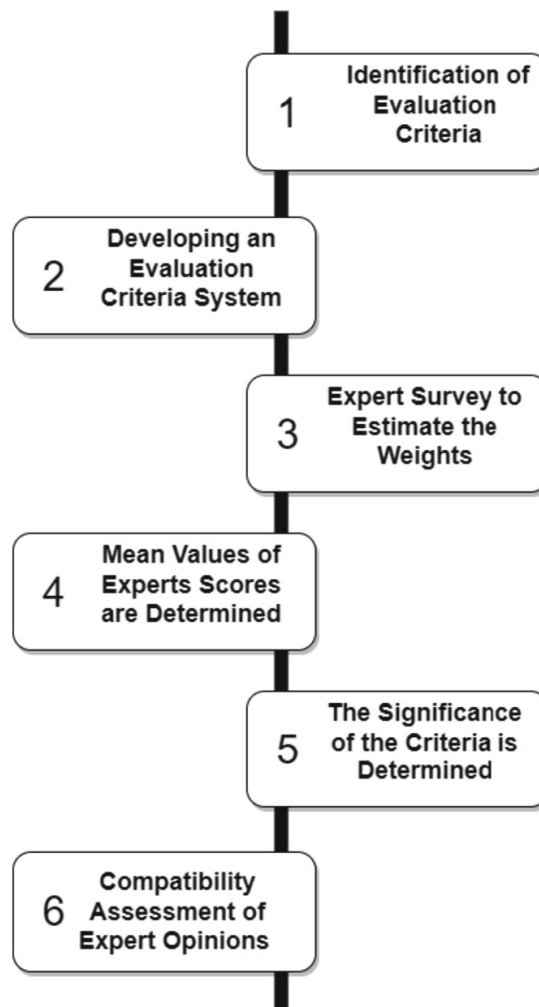 1
Identification of
Evaluation
Criteria
2
Developing an
Evaluation
Criteria System
3
Expert Survey to
Estimate the
Weights
4
Mean Values of
Experts Scores
are Determined
5
The Significance
of the Criteria is
Determined
6
Compatibility
Assessment of
Expert Opinions